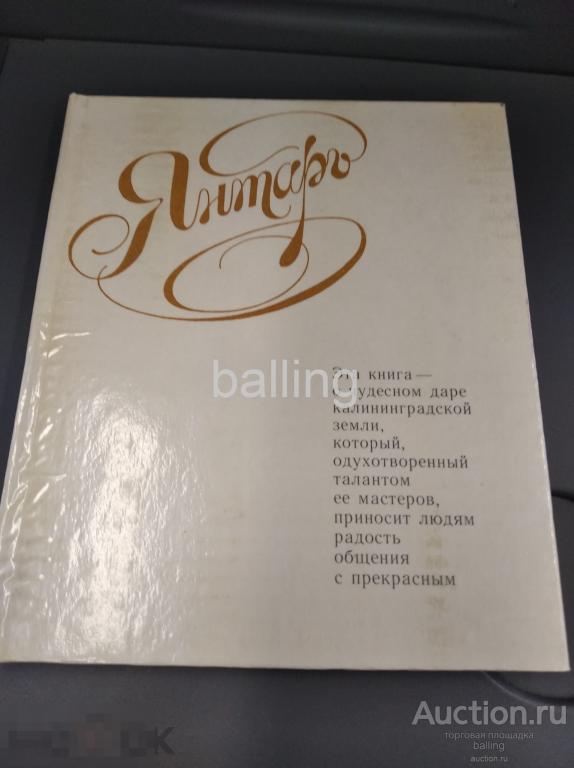 Янтарь
Эта книга —
о чудесном даре
калининградской
земли,
который,
одухотворенный
талантом
ее мастеров,
приносит людям
радость
общения
с прекрасным
balling
Auction.ru
торговая площадка
balling
auction.ru